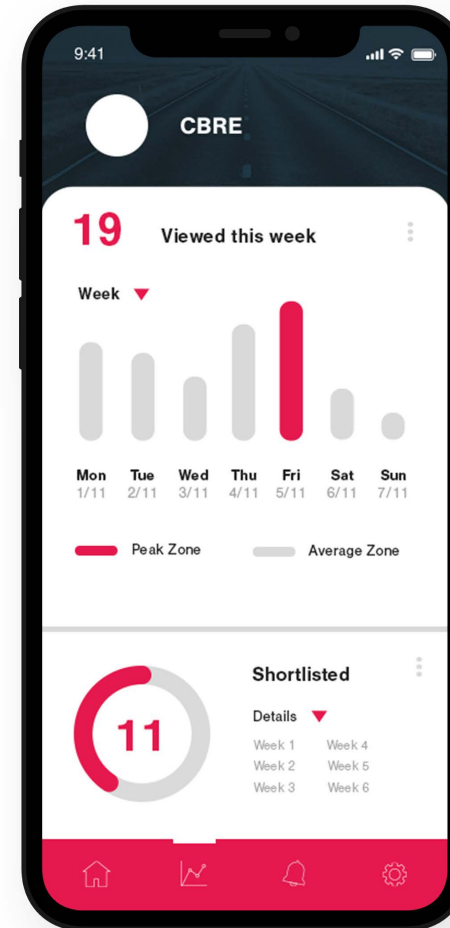 9:41
CBRE
19 Viewed this week
Week
Mon Tue Wed Thu Fri Sat Sun
1/11 2/11 3/11 4/11 5/11 6/11 7/11
Peak Zone Average Zone
Shortlisted
11
Details
Week 1 Week 4
Week 2 Week 5
Week 3 Week 6